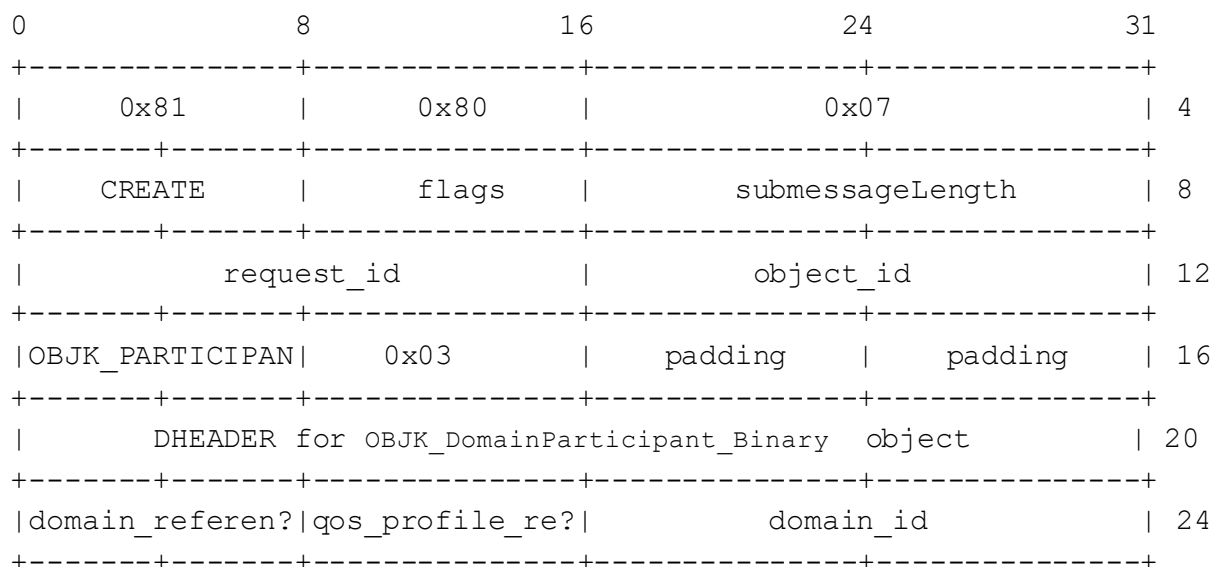 0 8 16 24 31
+---------------+---------------+---------------+---------------+
| 0x81 | 0x80 | 0x07 | 4
+-------+-------+---------------+---------------+---------------+
| CREATE | flags | submessageLength | 8
+-------+-------+---------------+---------------+---------------+
| request_id | object_id | 12
+-------+-------+---------------+---------------+---------------+
|OBJK_PARTICIPAN| 0x03 | padding | padding | 16
+-------+-------+---------------+---------------+---------------+
| DHEADER for OBJK_DomainParticipant_Binary object | 20
+-------+-------+---------------+---------------+---------------+
|domain_referen?|qos_profile_re?| domain_id | 24
+-------+-------+---------------+---------------+---------------+